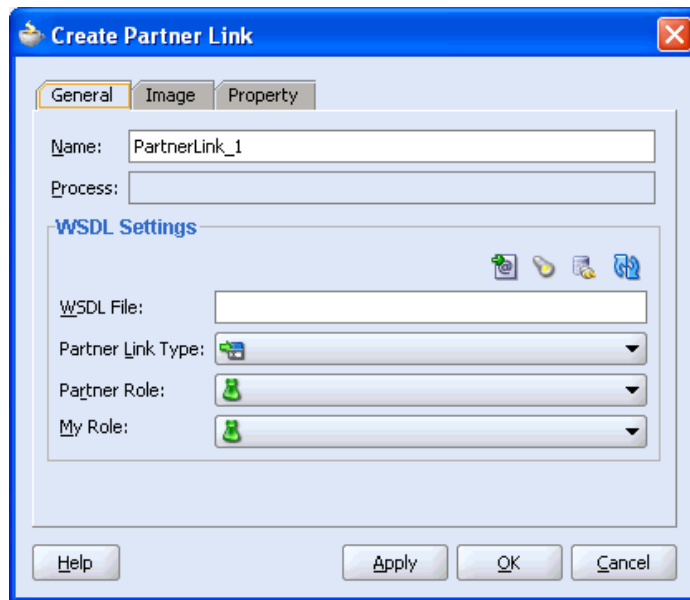 Create Partner Link
General Image Property
Name: PartnerLink_1
Process:
WSDL Settings
WSDL File:
Partner Link Type:
Partner Role:
My Role:
Help Apply OK Cancel